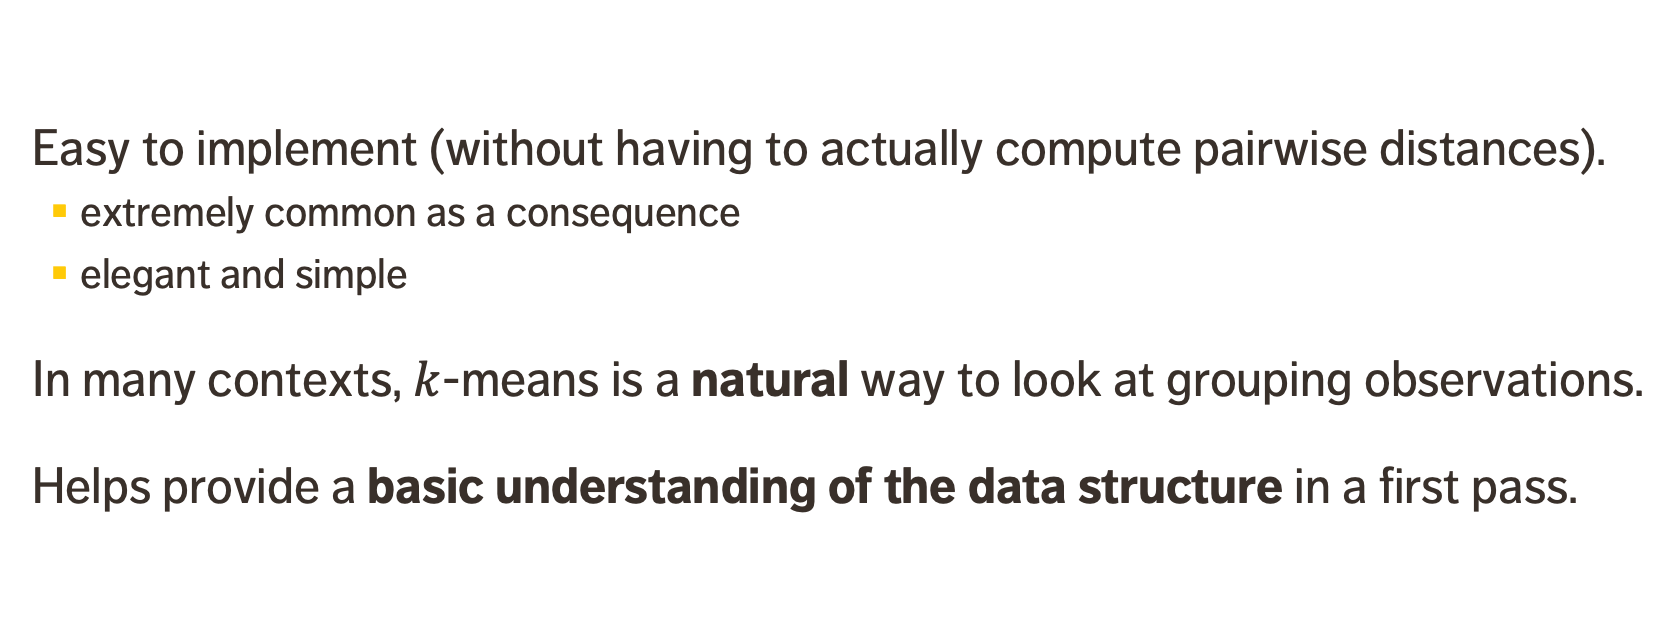 Easy to implement (without having to actually compute pairwise distances).
▪ extremely common as a consequence
▪ elegant and simple
In many contexts, k-means is a natural way to look at grouping observations.
Helps provide a basic understanding of the data structure in a first pass.